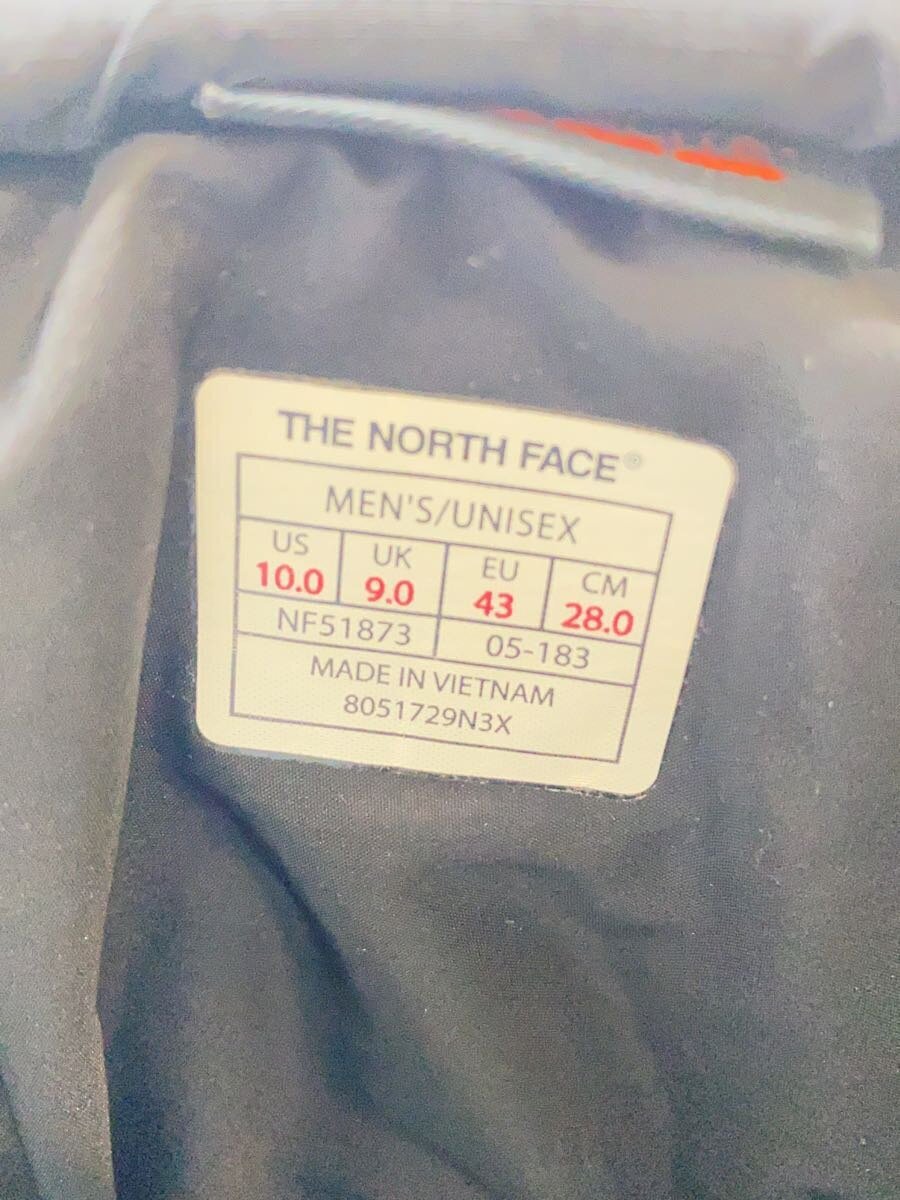 THE NORTH FACE®
MEN'S/UNISEX
US UK EU CM
10.0 9.0 43 28.0
NF51873 05-183
MADE IN VIETNAM
8051729N3X